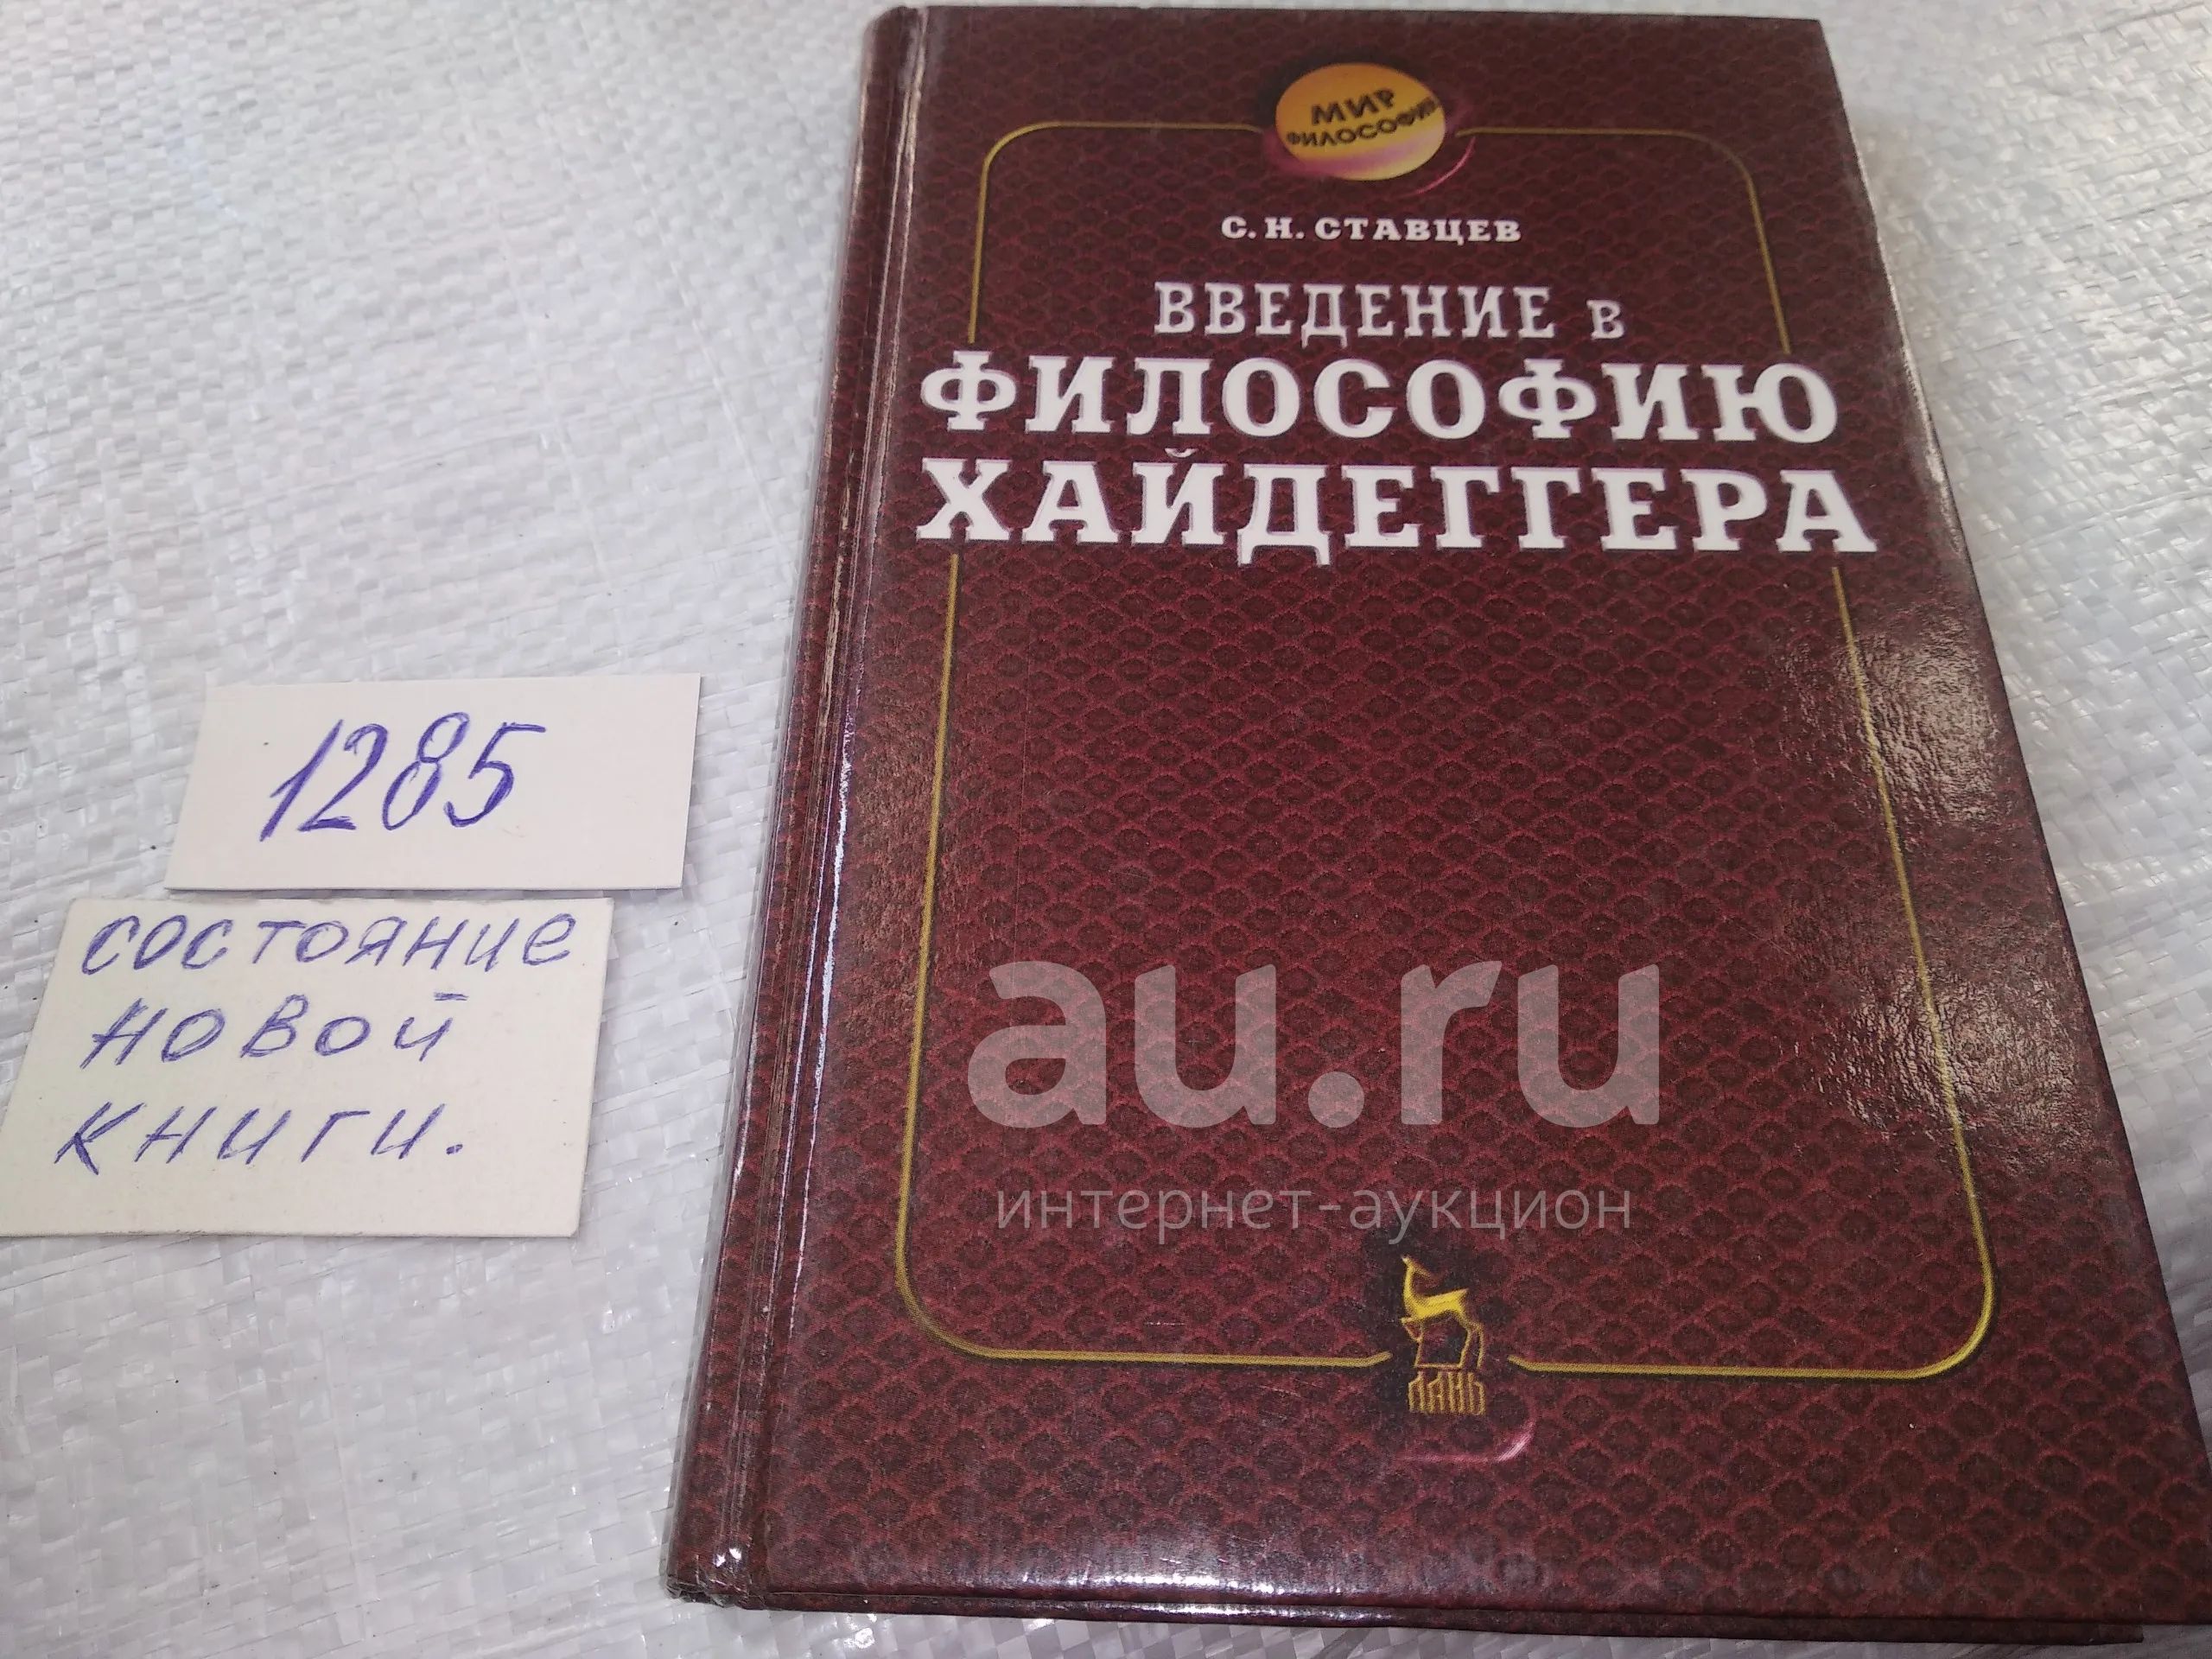 МИР
ФИЛОСОФИИ
С. Н. СТАВЦЕВ
ВВЕДЕНИЕ В
ФИЛОСОФИЮ
ХАЙДЕГГЕРА
1285
состояние
новой
книги.
au.ru
интернет-аукцион
ЛАНЬ